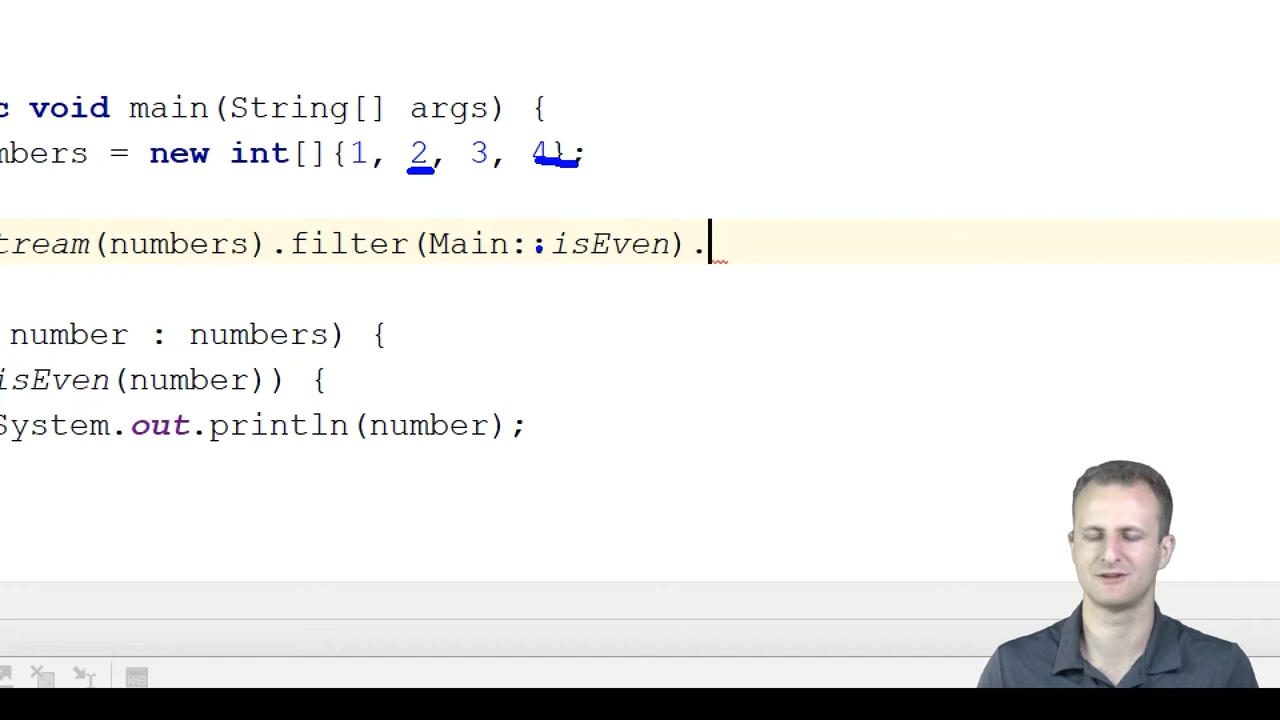 c void main(String[] args) {
mbers = new int[]{1, 2, 3, 4};
tream(numbers).filter(Main::isEven).
number : numbers) {
isEven(number)) {
System.out.println(number);